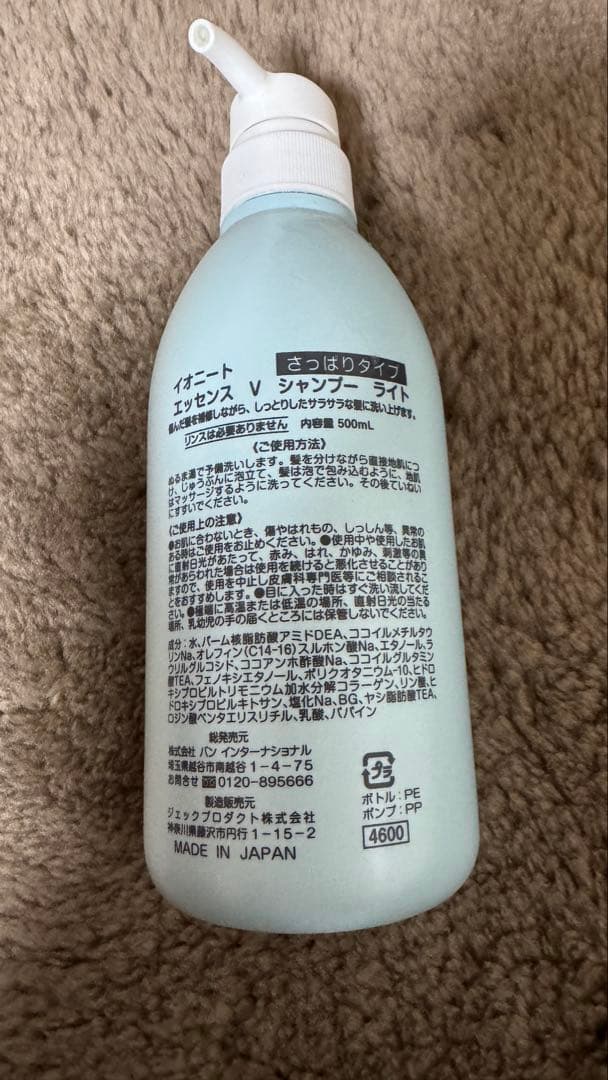 さっぱりタイプ
イオニート
エッセンス V シャンプー ライト
傷んだ髪を補修しながら、しっとりしたサラサラな髪に洗い上げます。
リンスは必要ありません 内容量 500mL
《ご使用方法》
ぬるま湯で予備洗いします。髪を分けながら直接地肌につ
け、じゅうぶんに泡立て、髪は泡で包み込むように、地肌
はマッサージするように洗ってください。その後ていねい
にすすいでください。
《ご使用上の注意》
●お肌に合わないとき、傷やはれもの、しっしん等、異常の
ある時はご使用をお止めください。●使用中や使用したお肌
に直射日光があたって、赤み、はれ、かゆみ、刺激等の異
常があらわれた場合は使用を続けると悪化させることがあり
ますので、使用を中止し皮膚科専門医等にご相談されるこ
とをおすすめします。●目に入った時はすぐ洗い流してくだ
さい。●極端に高温または低温の場所、直射日光の当たる
場所、乳幼児の手の届くところには保管しないでください。
成分：水、パーム核脂肪酸アミドDEA、ココイルメチルタウ
リンNa、オレフィン(C14-16)スルホン酸Na、エタノール、ラ
ウリルグルコシド、ココアンホ酢酸Na、ココイルグルタミン
酸TEA、フェノキシエタノール、ポリクオタニウム-10、ヒドロ
キシプロピルトリモニウム加水分解コラーゲン、リン酸、ヒ
ドロキシプロピルキトサン、塩化Na、BG、ヤシ脂肪酸TEA、
ロジン酸ペンタエリスリチル、乳酸、パパイン
総発売元
株式会社 バン インターナショナル
埼玉県越谷市南越谷1-4-75
お問合せ 0120-895666
製造販売元
ジェックプロダクト株式会社
神奈川県藤沢市円行1-15-2
MADE IN JAPAN
プラ
ボトル：PE
ポンプ：PP
4600